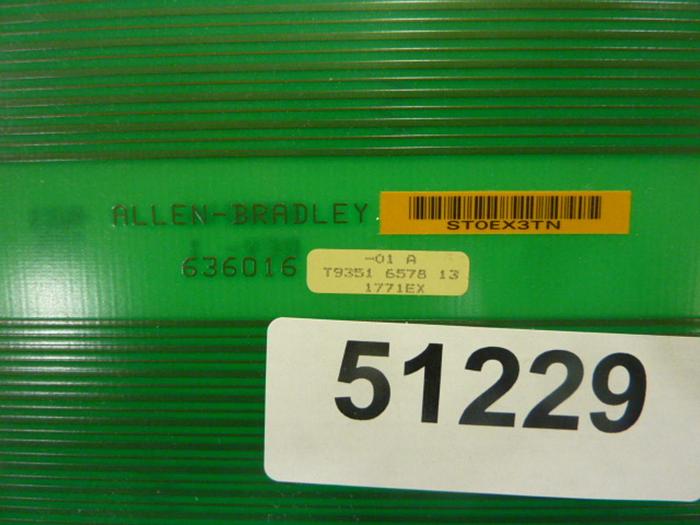 ALLEN-BRADLEY
ST0EX3TN
636016
-01 A
T9351 6578 13
1771EX
51229